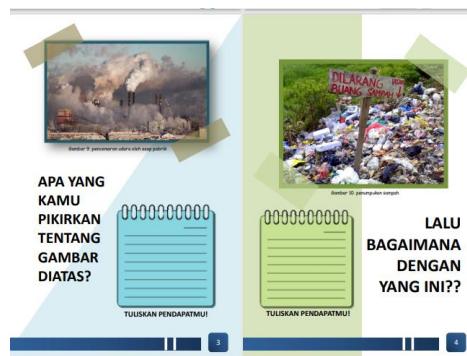 Gambar 9. pencemaran udara oleh asap pabrik
APA YANG
KAMU
PIKIRKAN
TENTANG
GAMBAR
DIATAS?
TULISKAN PENDAPATMU!
3
DILARANG
BUANG SAMPAH
Gambar 10. penumpukan sampah
LALU
BAGAIMANA
DENGAN
YANG INI??
TULISKAN PENDAPATMU!
4